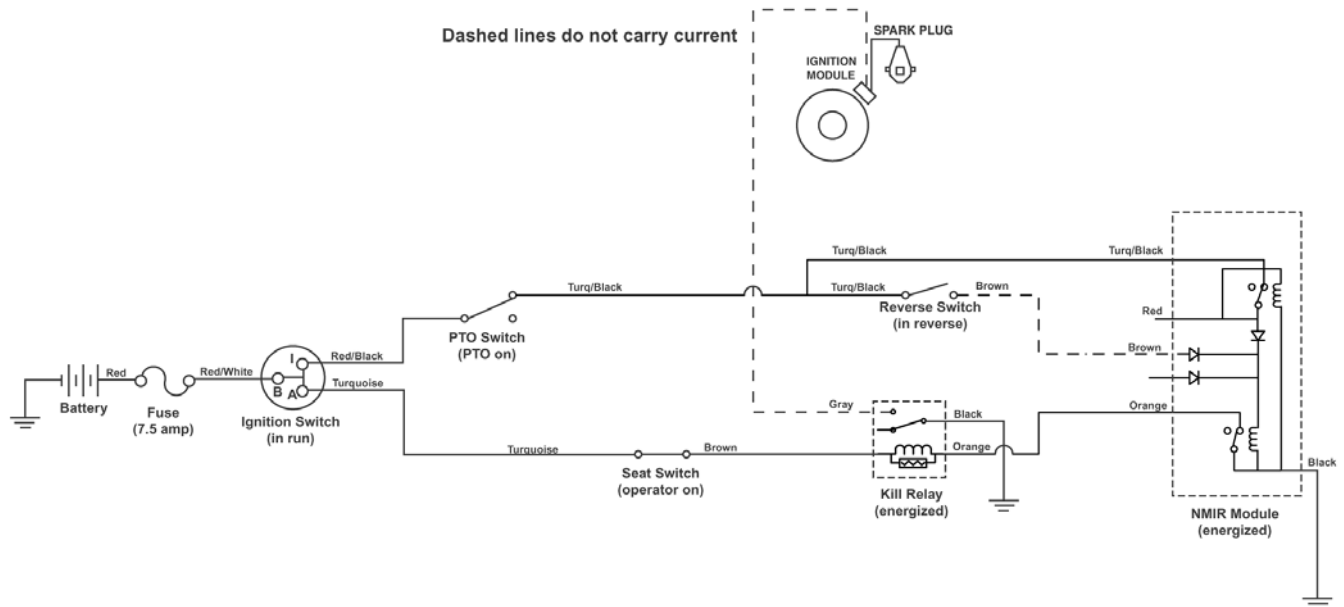 Dashed lines do not carry current
SPARK PLUG
IGNITION
MODULE
Turq/Black
Turq/Black
Turq/Black
Turq/Black
Brown
Reverse Switch
(in reverse)
Red
PTO Switch
(PTO on)
Brown
Red/Black
Red
Red/White
I
B
A
Turquoise
Battery
Fuse
(7.5 amp)
Ignition Switch
(in run)
Gray
Black
Orange
Turquoise
Brown
Orange
Seat Switch
(operator on)
Black
Kill Relay
(energized)
NMIR Module
(energized)